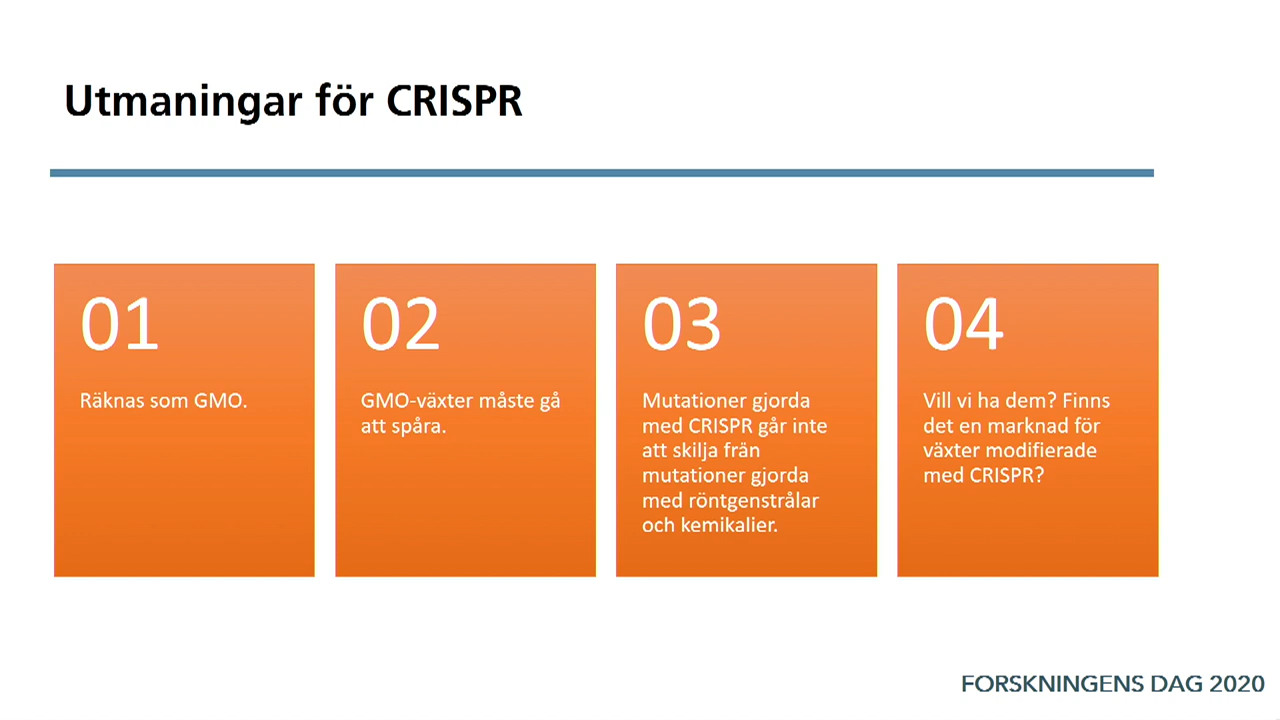 Utmaningar för CRISPR
01
Räknas som GMO.
02
GMO-växter måste gå
att spåra.
03
Mutationer gjorda
med CRISPR går inte
att skilja från
mutationer gjorda
med röntgenstrålar
och kemikalier.
04
Vill vi ha dem? Finns
det en marknad för
växter modifierade
med CRISPR?
FORSKNINGENS DAG 2020